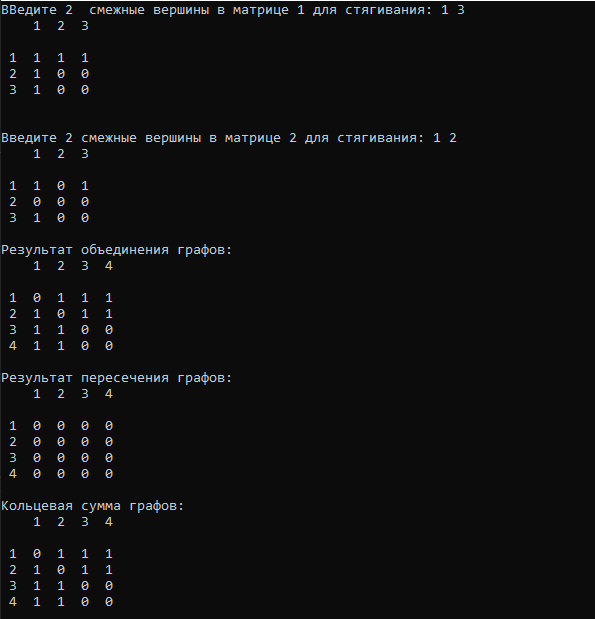 ВВедите 2  смежные вершины в матрице 1 для стягивания: 1 3
    1  2  3
 1  1  1  1
 2  1  0  0
 3  1  0  0
Введите 2 смежные вершины в матрице 2 для стягивания: 1 2
    1  2  3
 1  1  0  1
 2  0  0  0
 3  1  0  0
Результат объединения графов:
    1  2  3  4
 1  0  1  1  1
 2  1  0  1  1
 3  1  1  0  0
 4  1  1  0  0
Результат пересечения графов:
    1  2  3  4
 1  0  0  0  0
 2  0  0  0  0
 3  0  0  0  0
 4  0  0  0  0
Кольцевая сумма графов:
    1  2  3  4
 1  0  1  1  1
 2  1  0  1  1
 3  1  1  0  0
 4  1  1  0  0